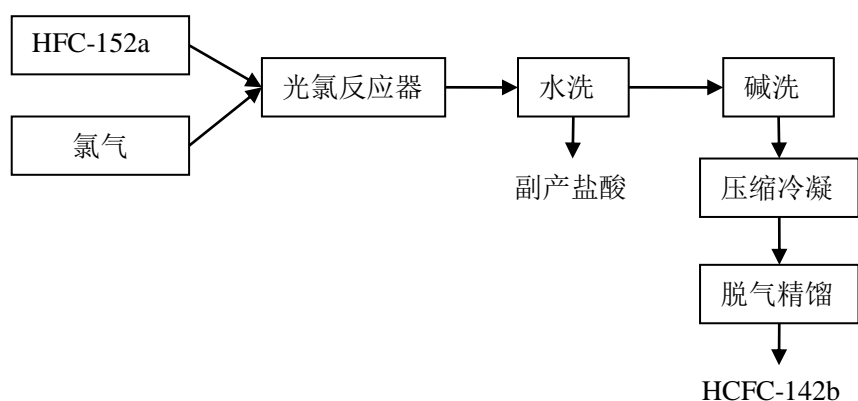 HFC-152a
氯气
光氯反应器
水洗
碱洗
副产盐酸
压缩冷凝
脱气精馏
HCFC-142b